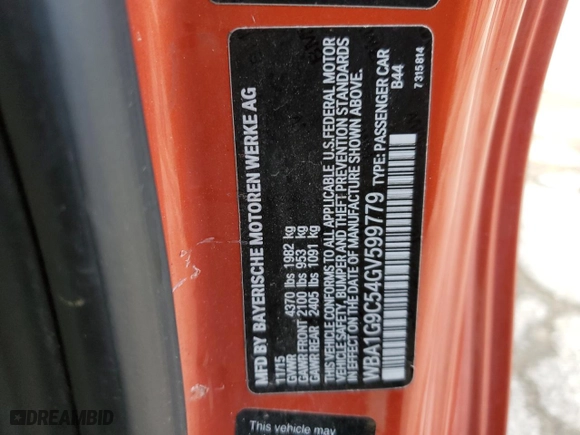 MFD BY BAYERISCHE MOTOREN WERKE AG
11/15
GVWR 4370 lbs 1982 kg
GAWR FRONT 2100 lbs 953 kg
GAWR REAR 2405 lbs 1091 kg
THIS VEHICLE CONFORMS TO ALL APPLICABLE U.S. FEDERAL MOTOR
VEHICLE SAFETY, BUMPER AND THEFT PREVENTION STANDARDS
IN EFFECT ON THE DATE OF MANUFACTURE SHOWN ABOVE.
WBA1G9C54GV599779 TYPE: PASSENGER CAR
B44
7 315 814
This vehicle may
DREAMBID